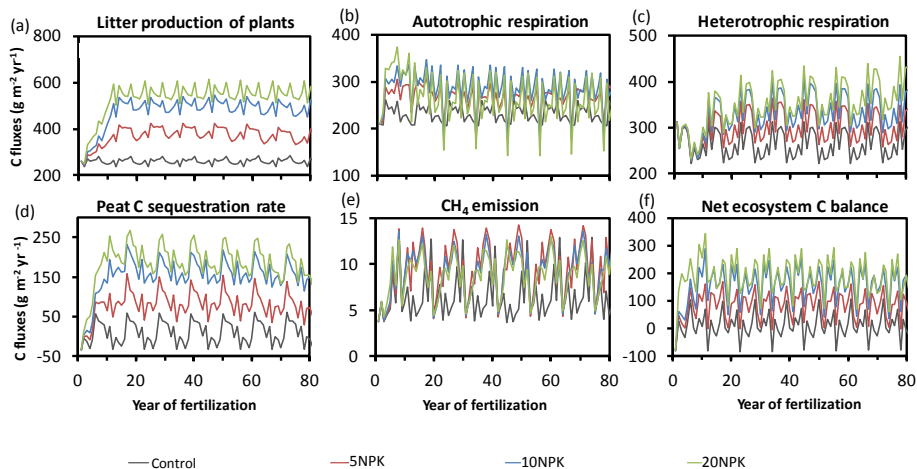 (a) Litter production of plants
800
600
400
200
0 20 40 60 80
C fluxes (g m⁻² yr⁻¹)
(b) Autotrophic respiration
400
300
200
100
0 20 40 60 80
(c) Heterotrophic respiration
500
400
300
200
0 20 40 60 80
(d) Peat C sequestration rate
250
150
50
-50
0 20 40 60 80
C fluxes (g m⁻² yr⁻¹)
Year of fertilization
(e) CH₄ emission
15
10
5
0
0 20 40 60 80
Year of fertilization
(f) Net ecosystem C balance
400
300
200
100
0
-100
0 20 40 60 80
Year of fertilization
Control 5NPK 10NPK 20NPK